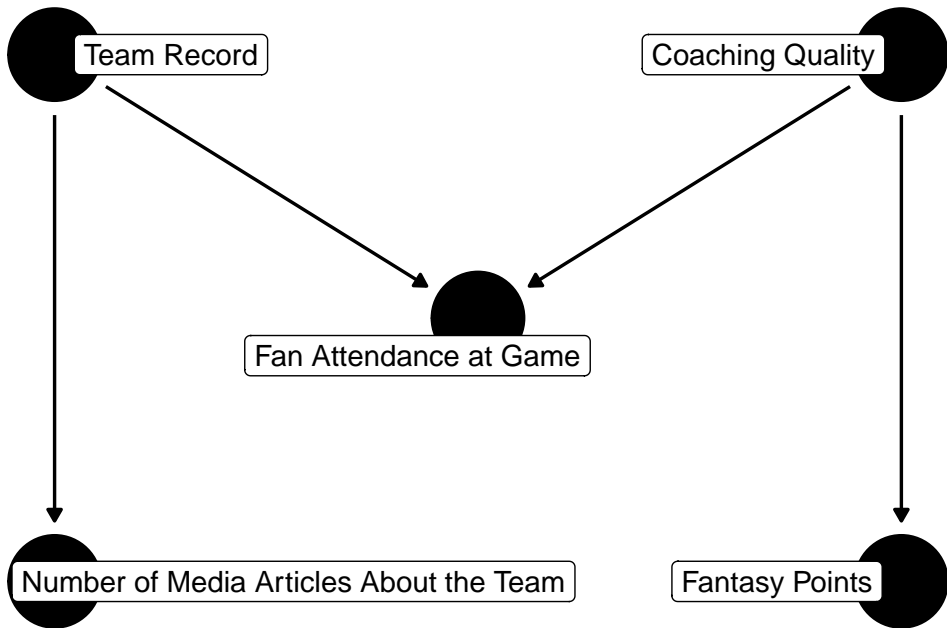 Team Record
Coaching Quality
Fan Attendance at Game
Number of Media Articles About the Team
Fantasy Points